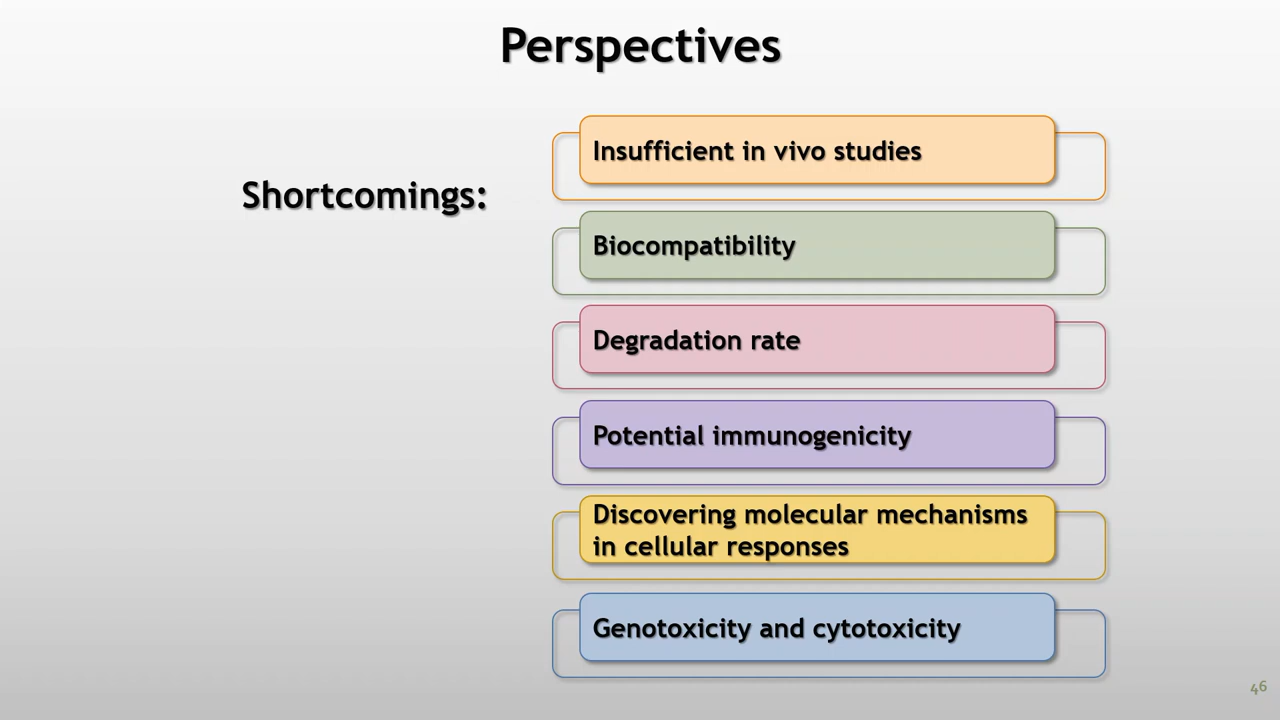 Perspectives
Shortcomings:
Insufficient in vivo studies
Biocompatibility
Degradation rate
Potential immunogenicity
Discovering molecular mechanisms
in cellular responses
Genotoxicity and cytotoxicity
46